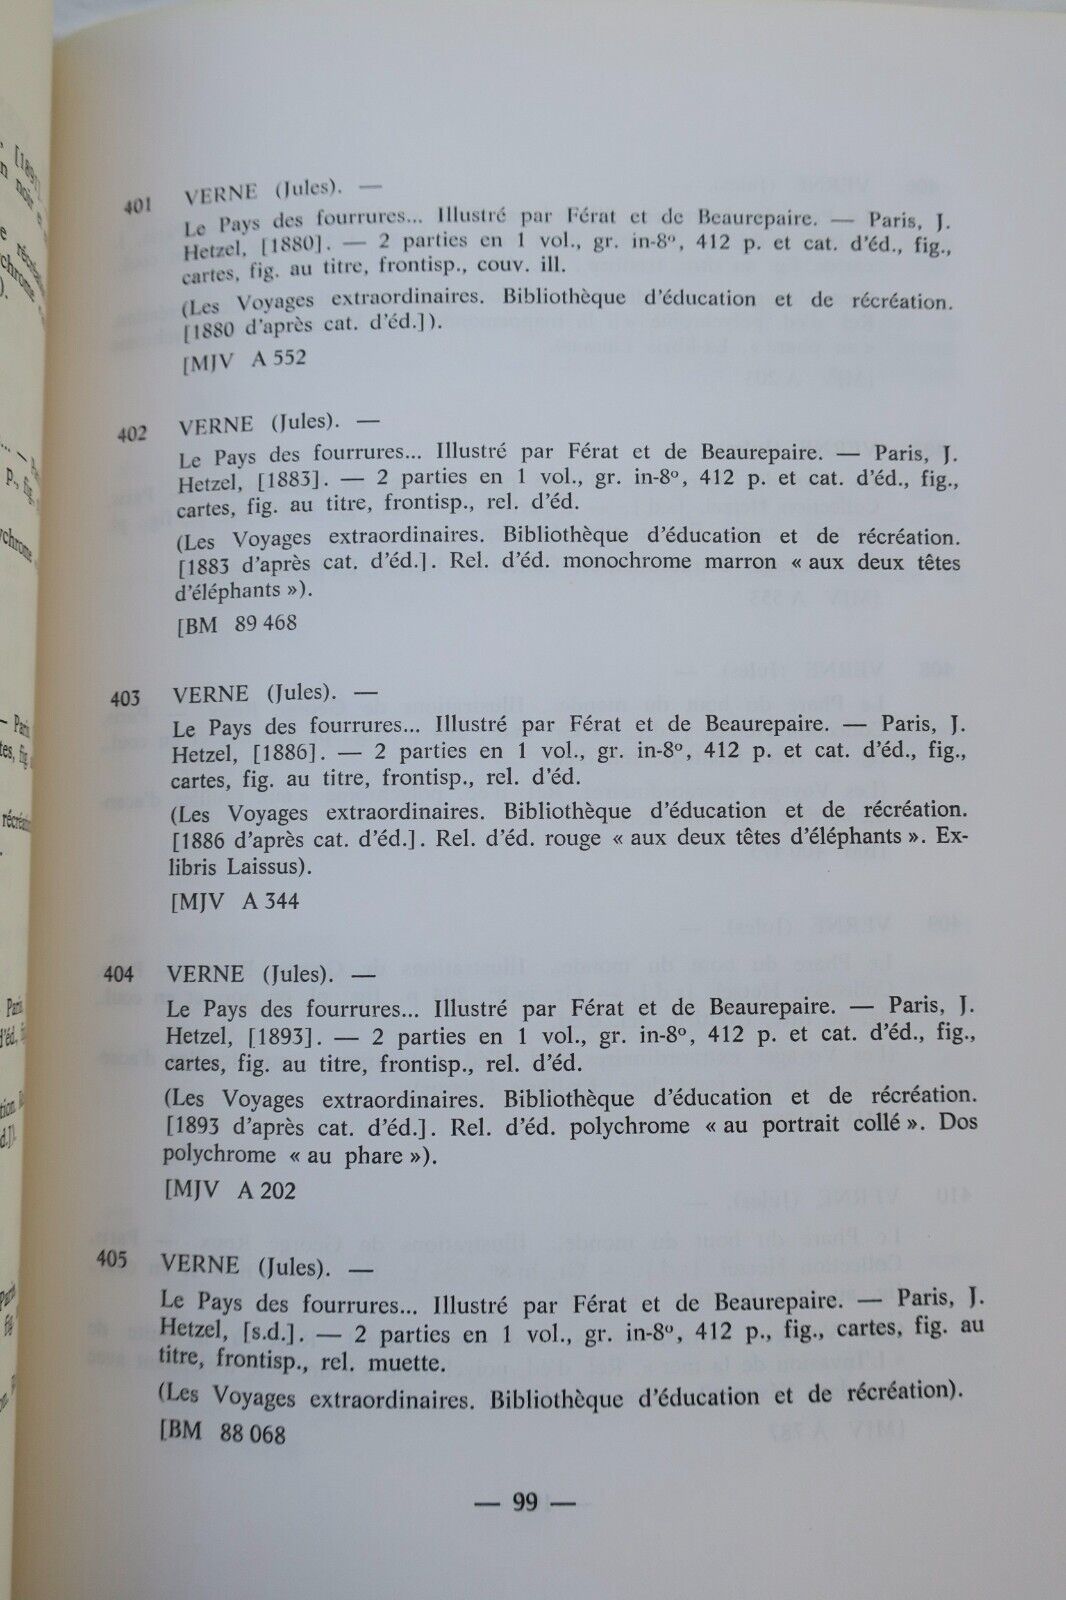 401 VERNE (Jules). —
Le Pays des fourrures... Illustré par Férat et de Beaurepaire. — Paris, J.
Hetzel, [1880]. — 2 parties en 1 vol., gr. in-8°, 412 p. et cat. d'éd., fig.,
cartes, fig. au titre, frontisp., couv. ill.
(Les Voyages extraordinaires. Bibliothèque d'éducation et de récréation.
[1880 d'après cat. d'éd.]).
[MJV A 552
402 VERNE (Jules). —
Le Pays des fourrures... Illustré par Férat et de Beaurepaire. — Paris, J.
Hetzel, [1883]. — 2 parties en 1 vol., gr. in-8°, 412 p. et cat. d'éd., fig.,
cartes, fig. au titre, frontisp., rel. d'éd.
(Les Voyages extraordinaires. Bibliothèque d'éducation et de récréation.
[1883 d'après cat. d'éd.]. Rel. d'éd. monochrome marron « aux deux têtes
d'éléphants »).
[BM 89 468
403 VERNE (Jules). —
Le Pays des fourrures... Illustré par Férat et de Beaurepaire. — Paris, J.
Hetzel, [1886]. — 2 parties en 1 vol., gr. in-8°, 412 p. et cat. d'éd., fig.,
cartes, fig. au titre, frontisp., rel. d'éd.
(Les Voyages extraordinaires. Bibliothèque d'éducation et de récréation.
[1886 d'après cat. d'éd.]. Rel. d'éd. rouge « aux deux têtes d'éléphants ». Ex-
libris Laissus).
[MJV A 344
404 VERNE (Jules). —
Le Pays des fourrures... Illustré par Férat et de Beaurepaire. — Paris, J.
Hetzel, [1893]. — 2 parties en 1 vol., gr. in-8°, 412 p. et cat. d'éd., fig.,
cartes, fig. au titre, frontisp., rel. d'éd.
(Les Voyages extraordinaires. Bibliothèque d'éducation et de récréation.
[1893 d'après cat. d'éd.]. Rel. d'éd. polychrome « au portrait collé ». Dos
polychrome « au phare »).
[MJV A 202
405 VERNE (Jules). —
Le Pays des fourrures... Illustré par Férat et de Beaurepaire. — Paris, J.
Hetzel, [s.d.]. — 2 parties en 1 vol., gr. in-8°, 412 p., fig., cartes, fig. au
titre, frontisp., rel. muette.
(Les Voyages extraordinaires. Bibliothèque d'éducation et de récréation).
[BM 88 068
— 99 —